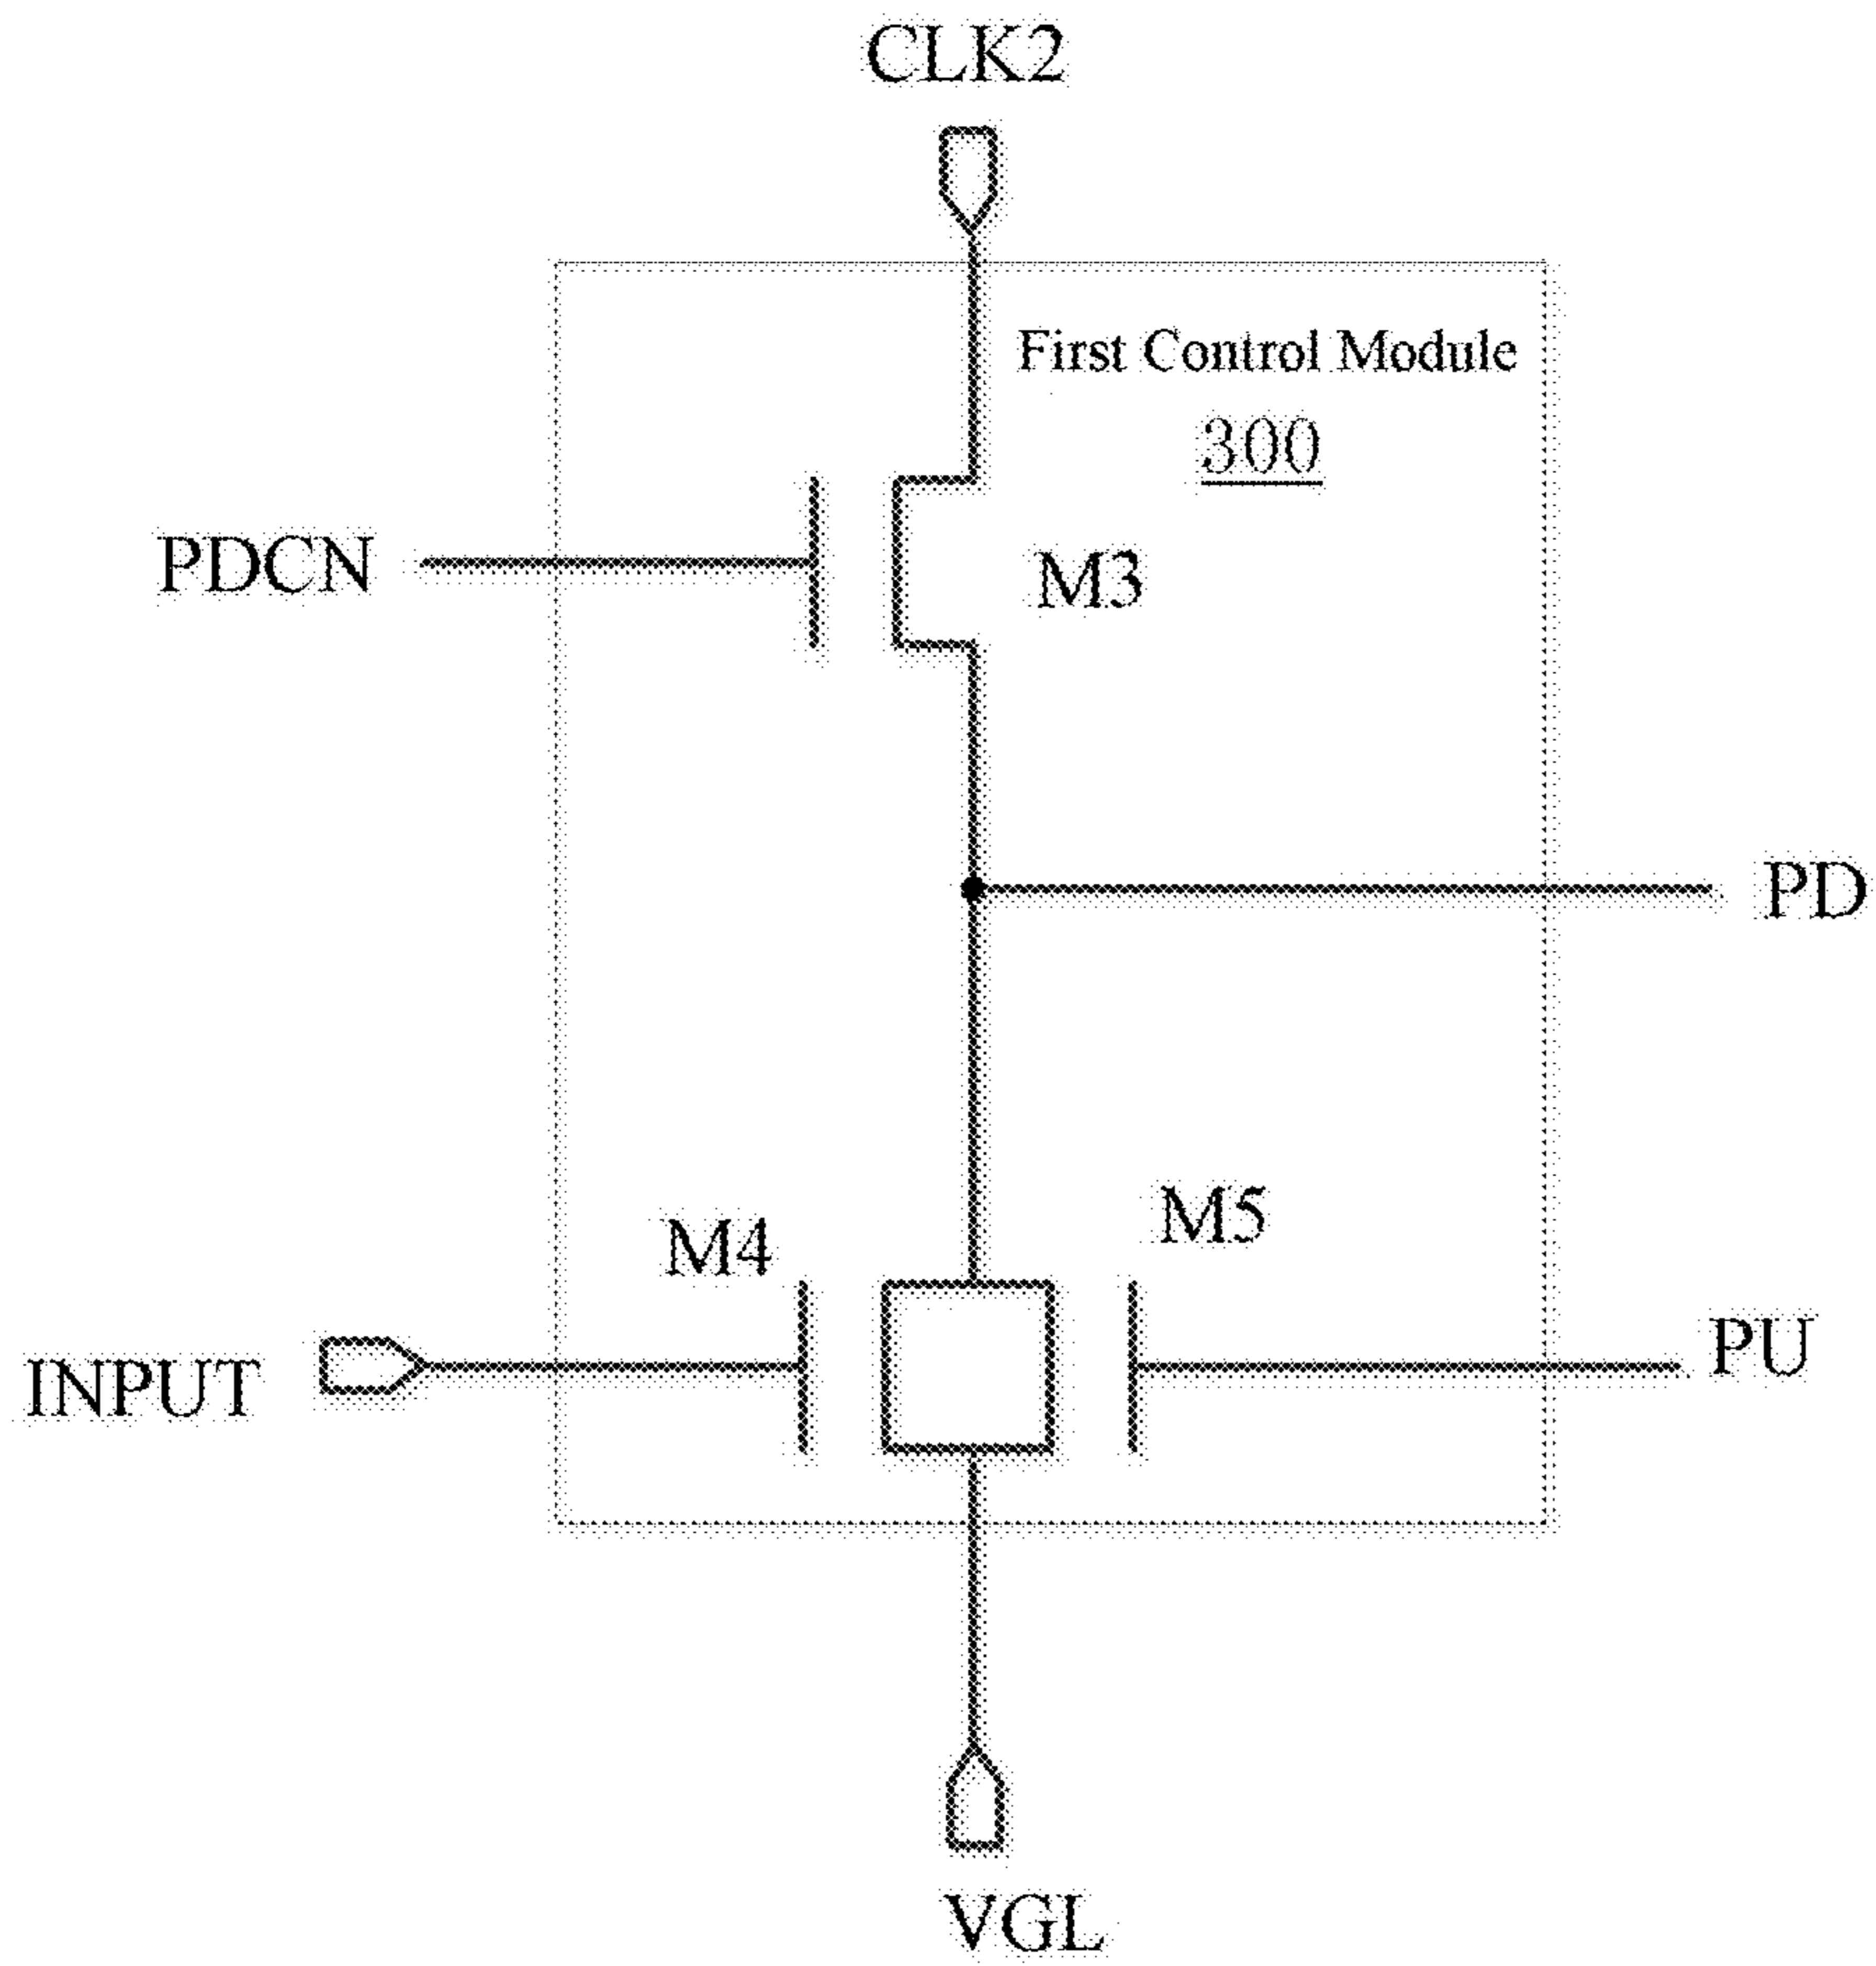 CLK2
First Control Module
300
PDCN
M3
PD
M4
M5
INPUT
PU
VGL